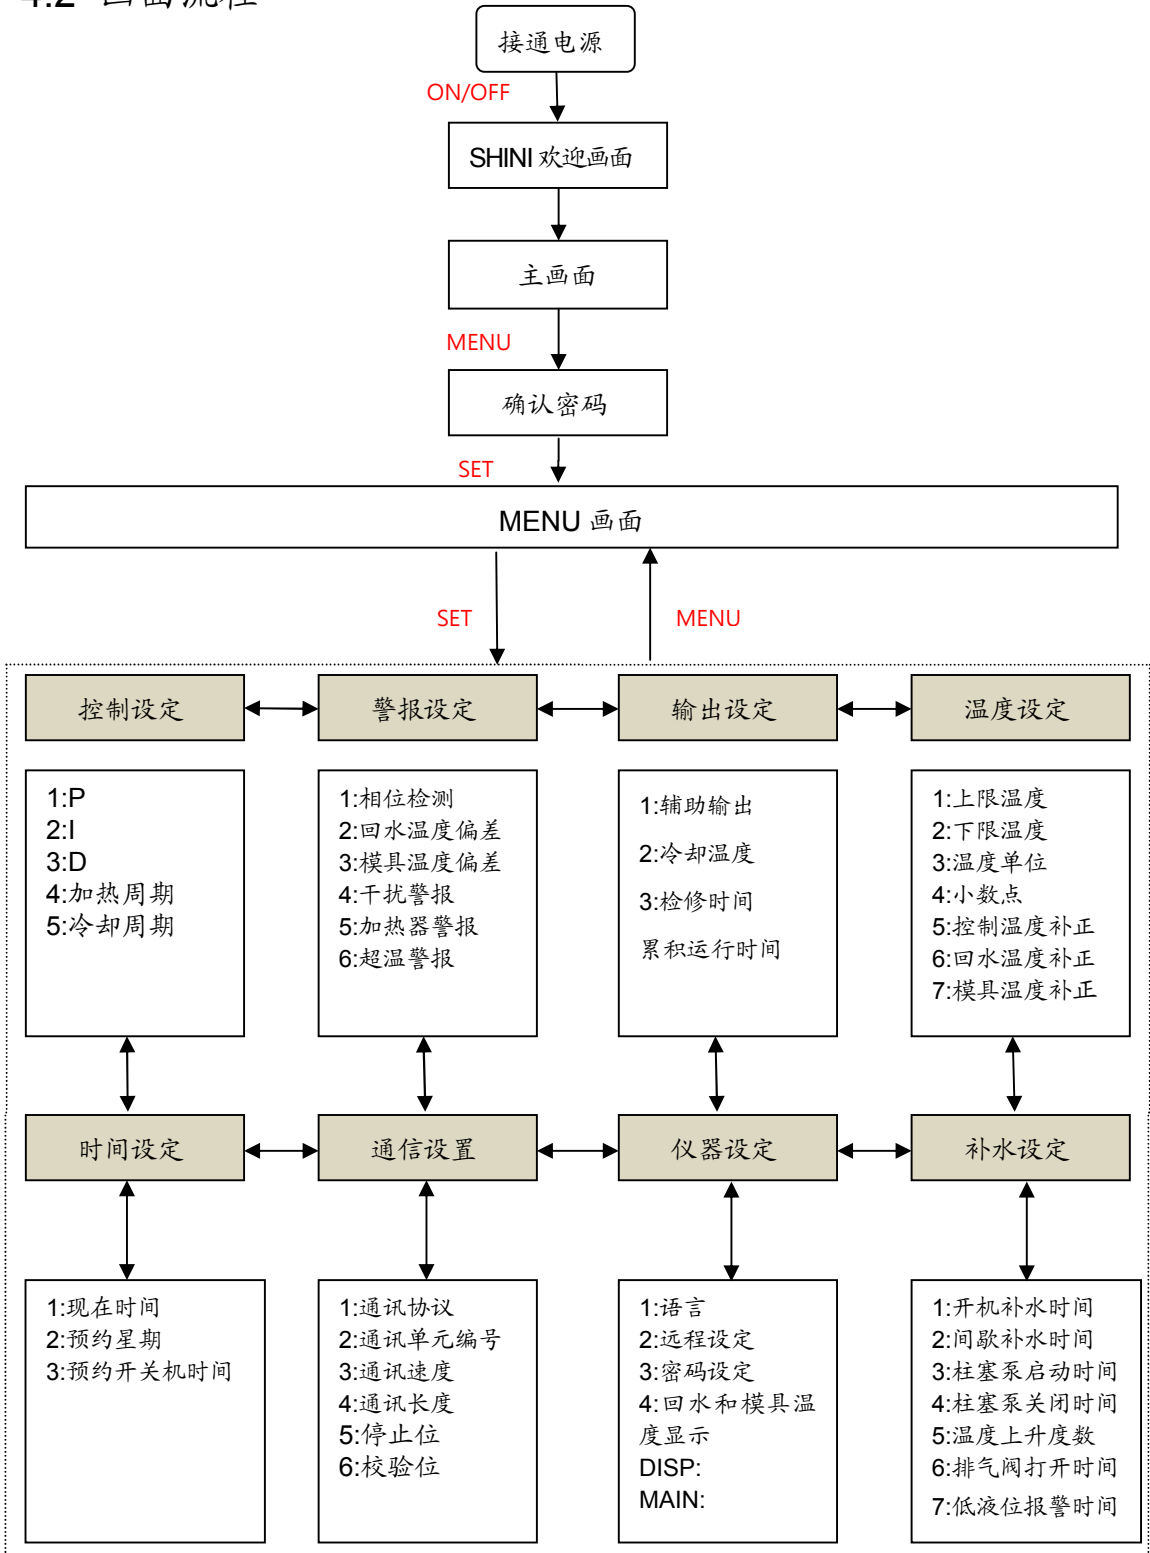 4.2 画面流程
接通电源
ON/OFF
SHINI 欢迎画面
主画面
MENU
确认密码
SET
MENU 画面
SET
MENU
控制设定
警报设定
输出设定
温度设定
1:P
2:I
3:D
4:加热周期
5:冷却周期
1:相位检测
2:回水温度偏差
3:模具温度偏差
4:干扰警报
5:加热器警报
6:超温警报
1:辅助输出
2:冷却温度
3:检修时间
累积运行时间
1:上限温度
2:下限温度
3:温度单位
4:小数点
5:控制温度补正
6:回水温度补正
7:模具温度补正
时间设定
通信设置
仪器设定
补水设定
1:现在时间
2:预约星期
3:预约开关机时间
1:通讯协议
2:通讯单元编号
3:通讯速度
4:通讯长度
5:停止位
6:校验位
1:语言
2:远程设定
3:密码设定
4:回水和模具温
度显示
DISP:
MAIN:
1:开机补水时间
2:间歇补水时间
3:柱塞泵启动时间
4:柱塞泵关闭时间
5:温度上升度数
6:排气阀打开时间
7:低液位报警时间